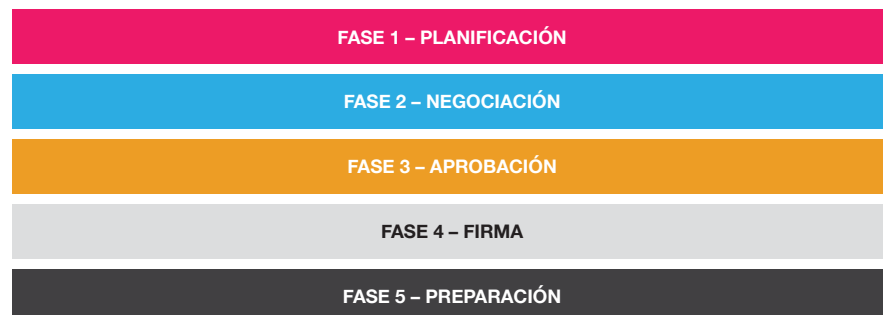 FASE 1 – PLANIFICACIÓN
FASE 2 – NEGOCIACIÓN
FASE 3 – APROBACIÓN
FASE 4 – FIRMA
FASE 5 – PREPARACIÓN